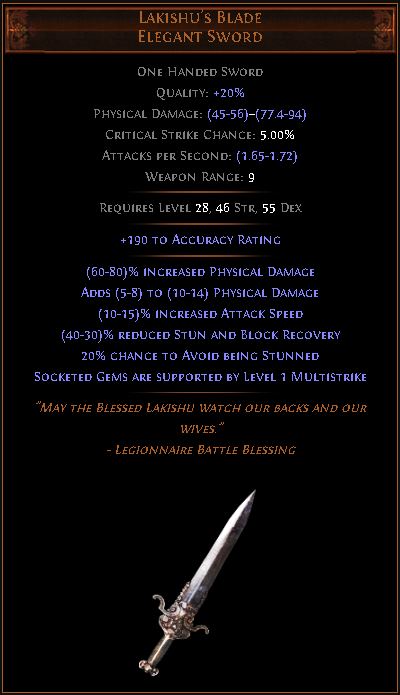 Lakishu's Blade
Elegant Sword
One Handed Sword
Quality: +20%
Physical Damage: (45-56)–(77.4-94)
Critical Strike Chance: 5.00%
Attacks per Second: (1.65-1.72)
Weapon Range: 9
Requires Level 28, 46 Str, 55 Dex
+190 to Accuracy Rating
(60-80)% increased Physical Damage
Adds (5-8) to (10-14) Physical Damage
(10-15)% increased Attack Speed
(40-30)% reduced Stun and Block Recovery
20% chance to Avoid being Stunned
Socketed Gems are supported by Level 1 Multistrike
"May the Blessed Lakishu watch our backs and our
wives."
- Legionnaire Battle Blessing